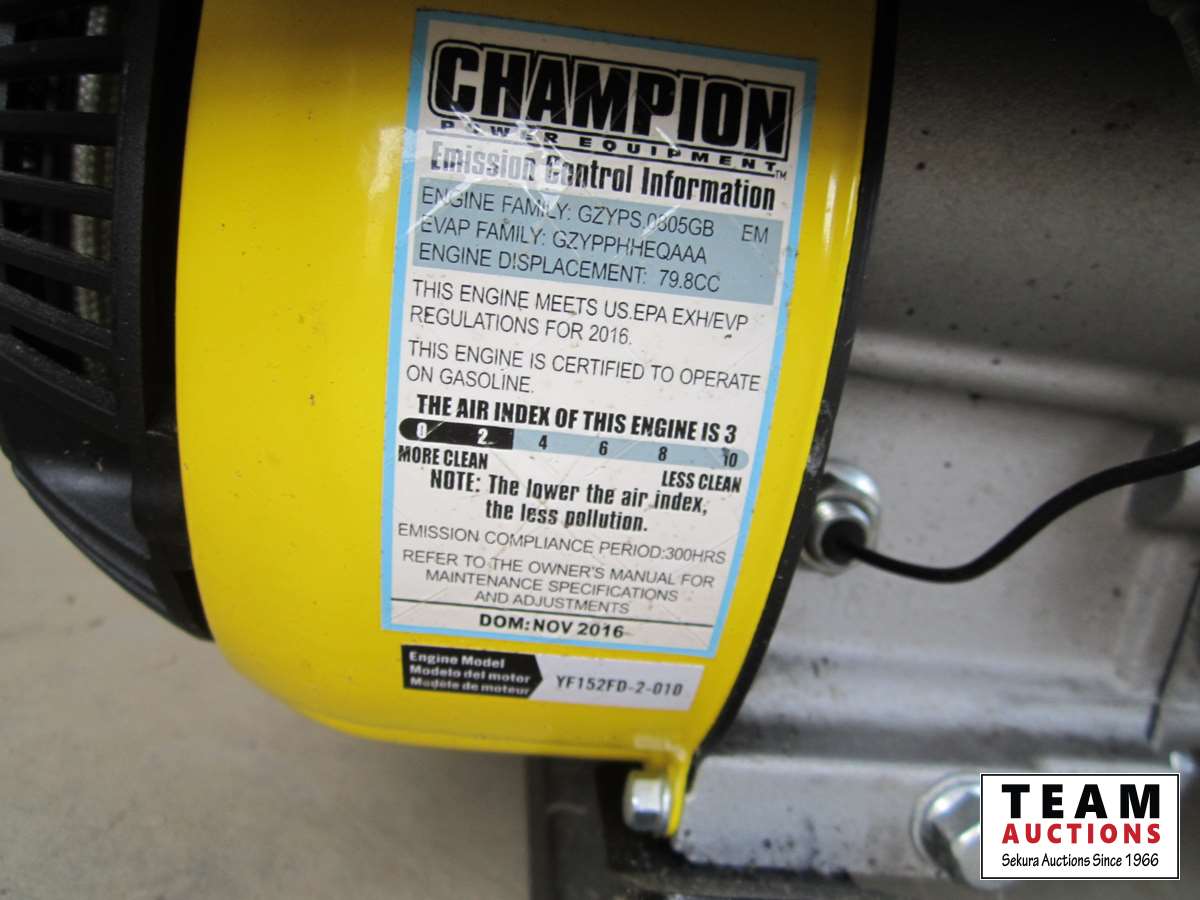 CHAMPION
POWER EQUIPMENT™
Emission Control Information
ENGINE FAMILY: GZYPS.0805GB EM
EVAP FAMILY: GZYPPHHEQAAA
ENGINE DISPLACEMENT: 79.8CC
THIS ENGINE MEETS US.EPA EXH/EVP
REGULATIONS FOR 2016.
THIS ENGINE IS CERTIFIED TO OPERATE
ON GASOLINE.
THE AIR INDEX OF THIS ENGINE IS 3
0 2 4 6 8 10
MORE CLEAN LESS CLEAN
NOTE: The lower the air index,
the less pollution.
EMISSION COMPLIANCE PERIOD:300HRS
REFER TO THE OWNER'S MANUAL FOR
MAINTENANCE SPECIFICATIONS
AND ADJUSTMENTS
DOM:NOV 2016
Engine Model
Modelo del motor
Modèle de moteur
YF152FD-2-010
TEAM
AUCTIONS
Sekura Auctions Since 1966